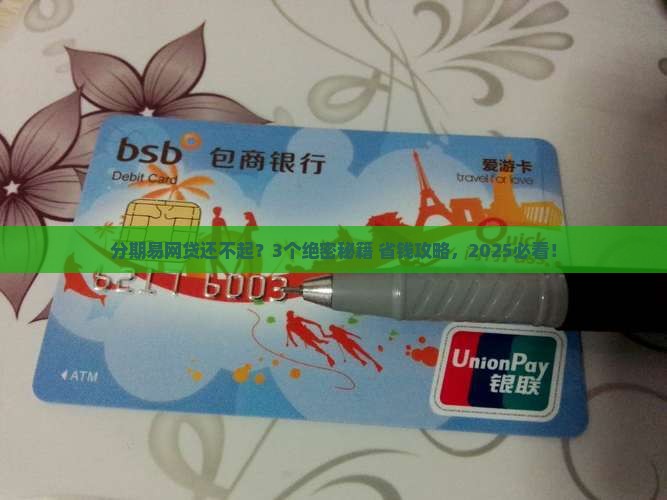 bsb 包商银行
Debit Card
爱游卡
travel for love
分期易网贷还不起？3个绝密秘籍 省钱攻略，2025必看！
Quick
6217 6003
ATM
UnionPay
银联